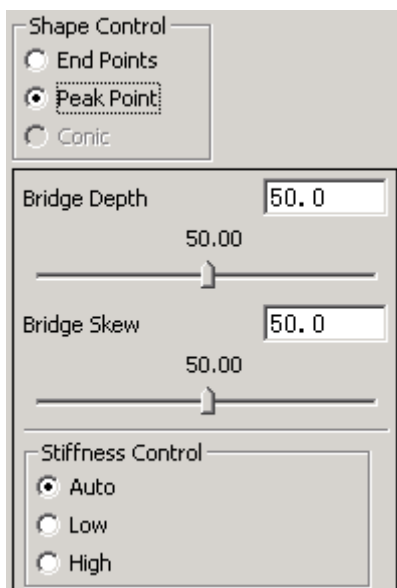 Shape Control
End Points
Peak Point
Conic
Bridge Depth 50.0
50.00
Bridge Skew 50.0
50.00
Stiffness Control
Auto
Low
High